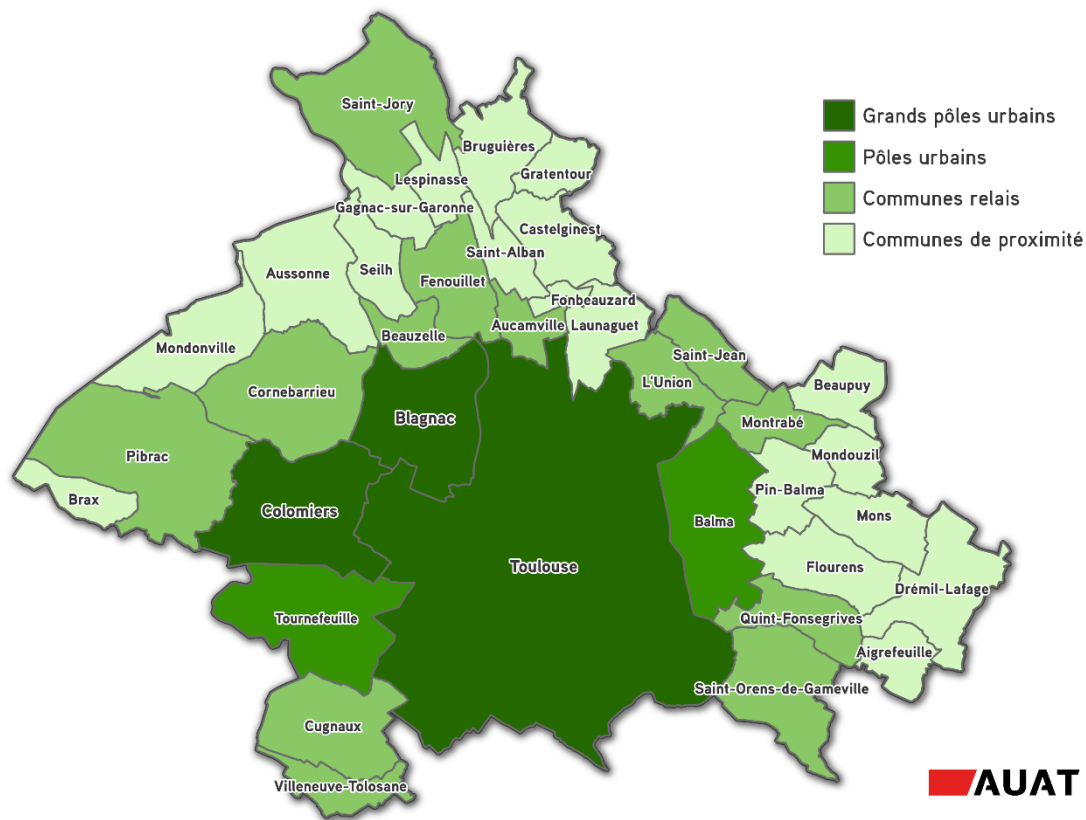 Saint-Jory
Bruguières
Gratentour
Lespinasse
Gagnac-sur-Garonne
Castelginest
Saint-Alban
Aussonne
Seilh
Fenouillet
Fonbeauzard
Aucamville
Launaguet
Beauzelle
Mondonville
Saint-Jean
L'Union
Beaupuy
Cornebarrieu
Blagnac
Montrabé
Pibrac
Mondouzil
Pin-Balma
Brax
Colomiers
Balma
Mons
Toulouse
Flourens
Drémil-Lafage
Tournefeuille
Quint-Fonsegrives
Aigrefeuille
Saint-Orens-de-Gameville
Cugnaux
Villeneuve-Tolosane
Grands pôles urbains
Pôles urbains
Communes relais
Communes de proximité
AUAT